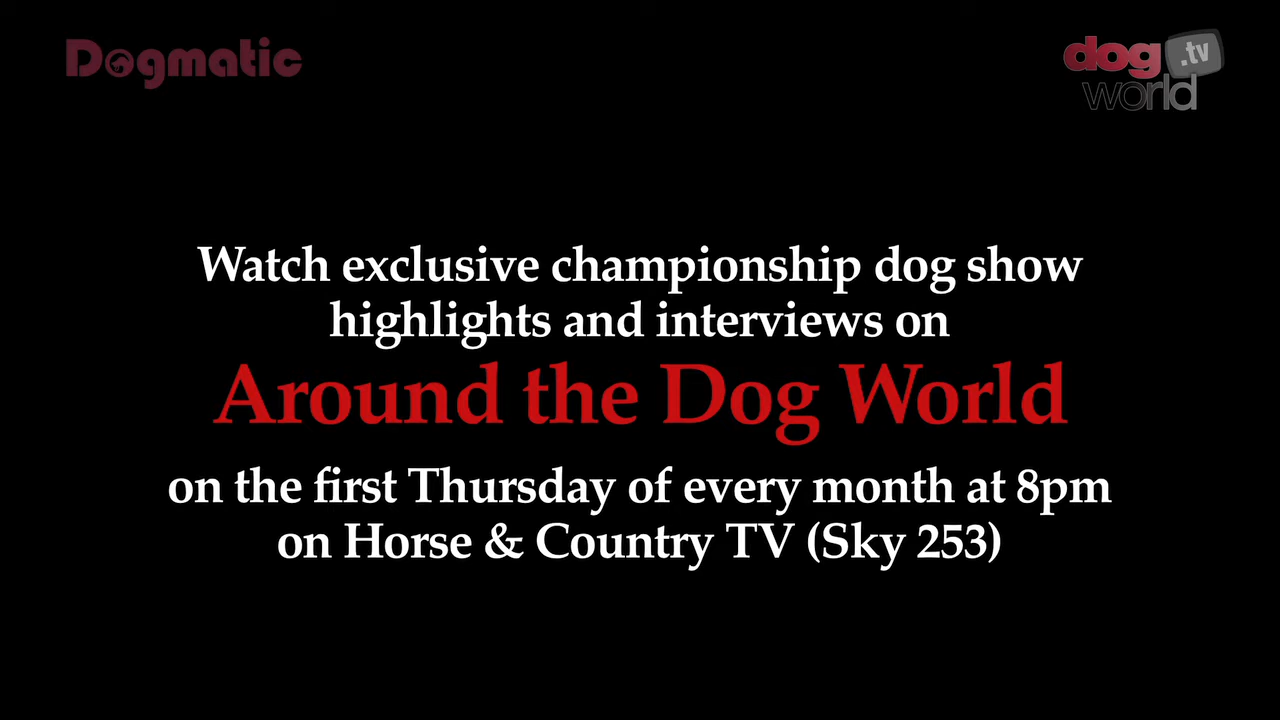 Dogmatic
dog .tv
world
Watch exclusive championship dog show
highlights and interviews on
Around the Dog World
on the first Thursday of every month at 8pm
on Horse & Country TV (Sky 253)